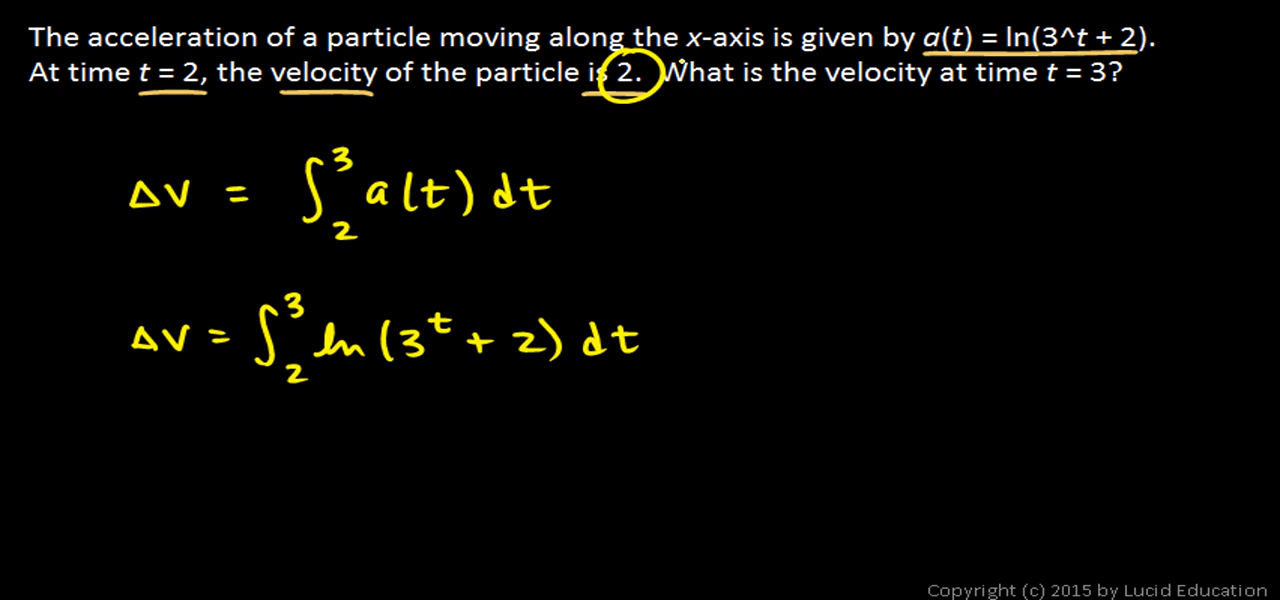 The acceleration of a particle moving along the x-axis is given by a(t) = ln(3^t + 2).
At time t = 2, the velocity of the particle is 2. What is the velocity at time t = 3?
ΔV = ∫₂³ a(t) dt
ΔV = ∫₂³ ln(3ᵗ + 2) dt
Copyright (c) 2015 by Lucid Education